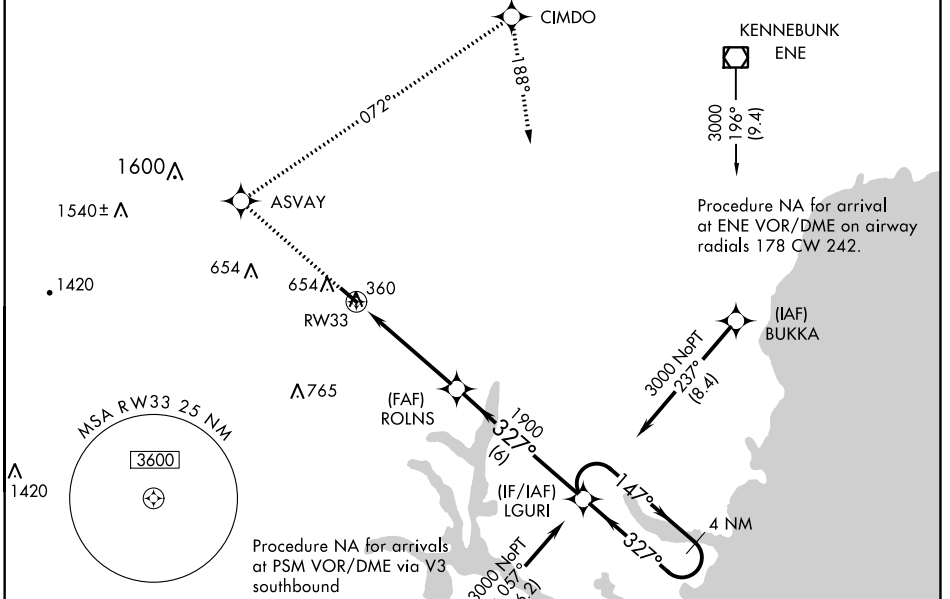 CIMDO
KENNEBUNK
ENE
188°
072°
3000
196°
(9.4)
1600
1540±
ASVAY
Procedure NA for arrival
at ENE VOR/DME on airway
radials 178 CW 242.
654
1420
654
360
RW33
(IAF)
BUKKA
3000 NoPT
237°
(8.4)
765
(FAF)
ROLNS
1900
327°
(6)
MSA RW33 25 NM
3600
1420
(IF/IAF)
LGURI
147°
4 NM
327°
Procedure NA for arrivals
at PSM VOR/DME via V3
southbound
3000 NoPT
057°